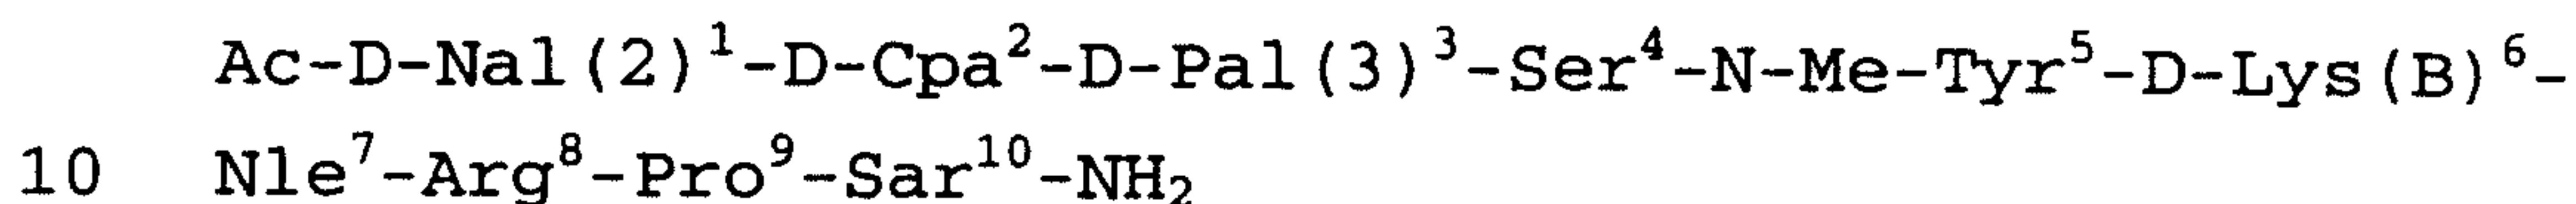 Ac-D-Nal(2)¹-D-Cpa²-D-Pal(3)³-Ser⁴-N-Me-Tyr⁵-D-Lys(B)⁶-
10 Nle⁷-Arg⁸-Pro⁹-Sar¹⁰-NH₂